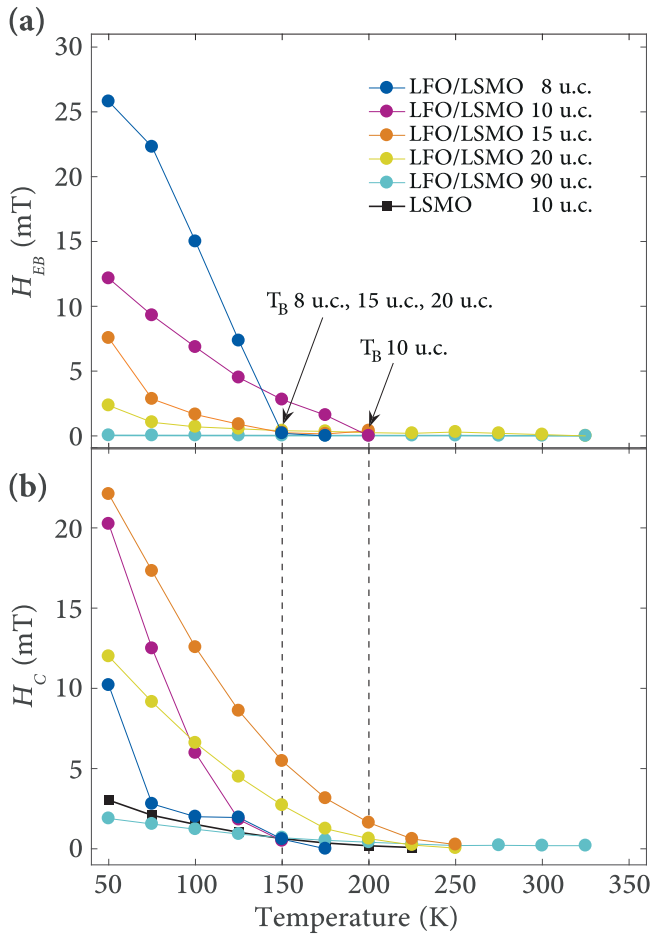 (a)
30
25
20
15
10
5
0
H_EB (mT)
LFO/LSMO 8 u.c.
LFO/LSMO 10 u.c.
LFO/LSMO 15 u.c.
LFO/LSMO 20 u.c.
LFO/LSMO 90 u.c.
LSMO 10 u.c.
T_B 8 u.c., 15 u.c., 20 u.c.
T_B 10 u.c.
(b)
20
15
10
5
0
H_C (mT)
50 100 150 200 250 300 350
Temperature (K)